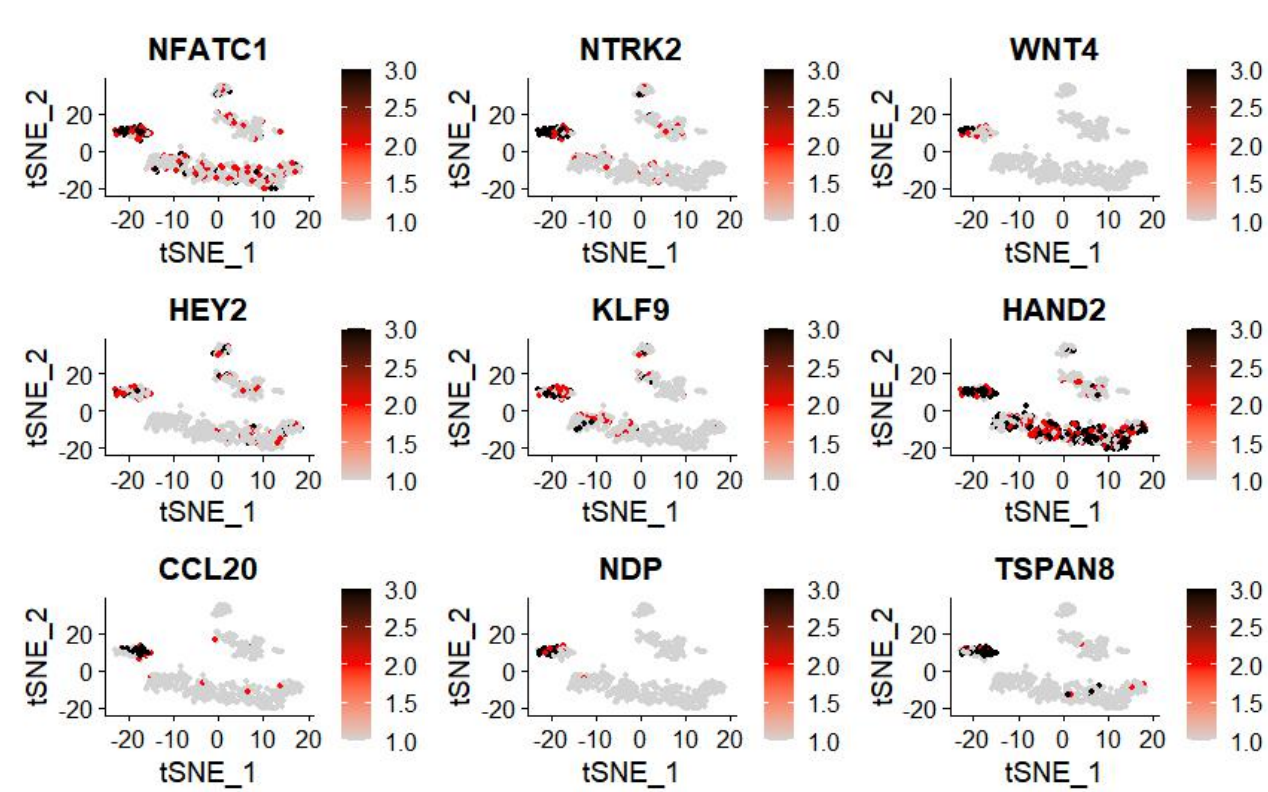 NFATC1 NTRK2 WNT4
3.0 3.0 3.0
tSNE_2 tSNE_2 tSNE_2
20 2.5 20 2.5 20 2.5
0 2.0 0 2.0 0 2.0
-20 1.5 -20 1.5 -20 1.5
-20 -10 0 10 20 1.0 -20 -10 0 10 20 1.0 -20 -10 0 10 20 1.0
tSNE_1 tSNE_1 tSNE_1
HEY2 KLF9 HAND2
3.0 3.0 3.0
tSNE_2 tSNE_2 tSNE_2
20 2.5 20 2.5 20 2.5
0 2.0 0 2.0 0 2.0
-20 1.5 -20 1.5 -20 1.5
-20 -10 0 10 20 1.0 -20 -10 0 10 20 1.0 -20 -10 0 10 20 1.0
tSNE_1 tSNE_1 tSNE_1
CCL20 NDP TSPAN8
3.0 3.0 3.0
tSNE_2 tSNE_2 tSNE_2
20 2.5 20 2.5 20 2.5
0 2.0 0 2.0 0 2.0
-20 1.5 -20 1.5 -20 1.5
-20 -10 0 10 20 1.0 -20 -10 0 10 20 1.0 -20 -10 0 10 20 1.0
tSNE_1 tSNE_1 tSNE_1